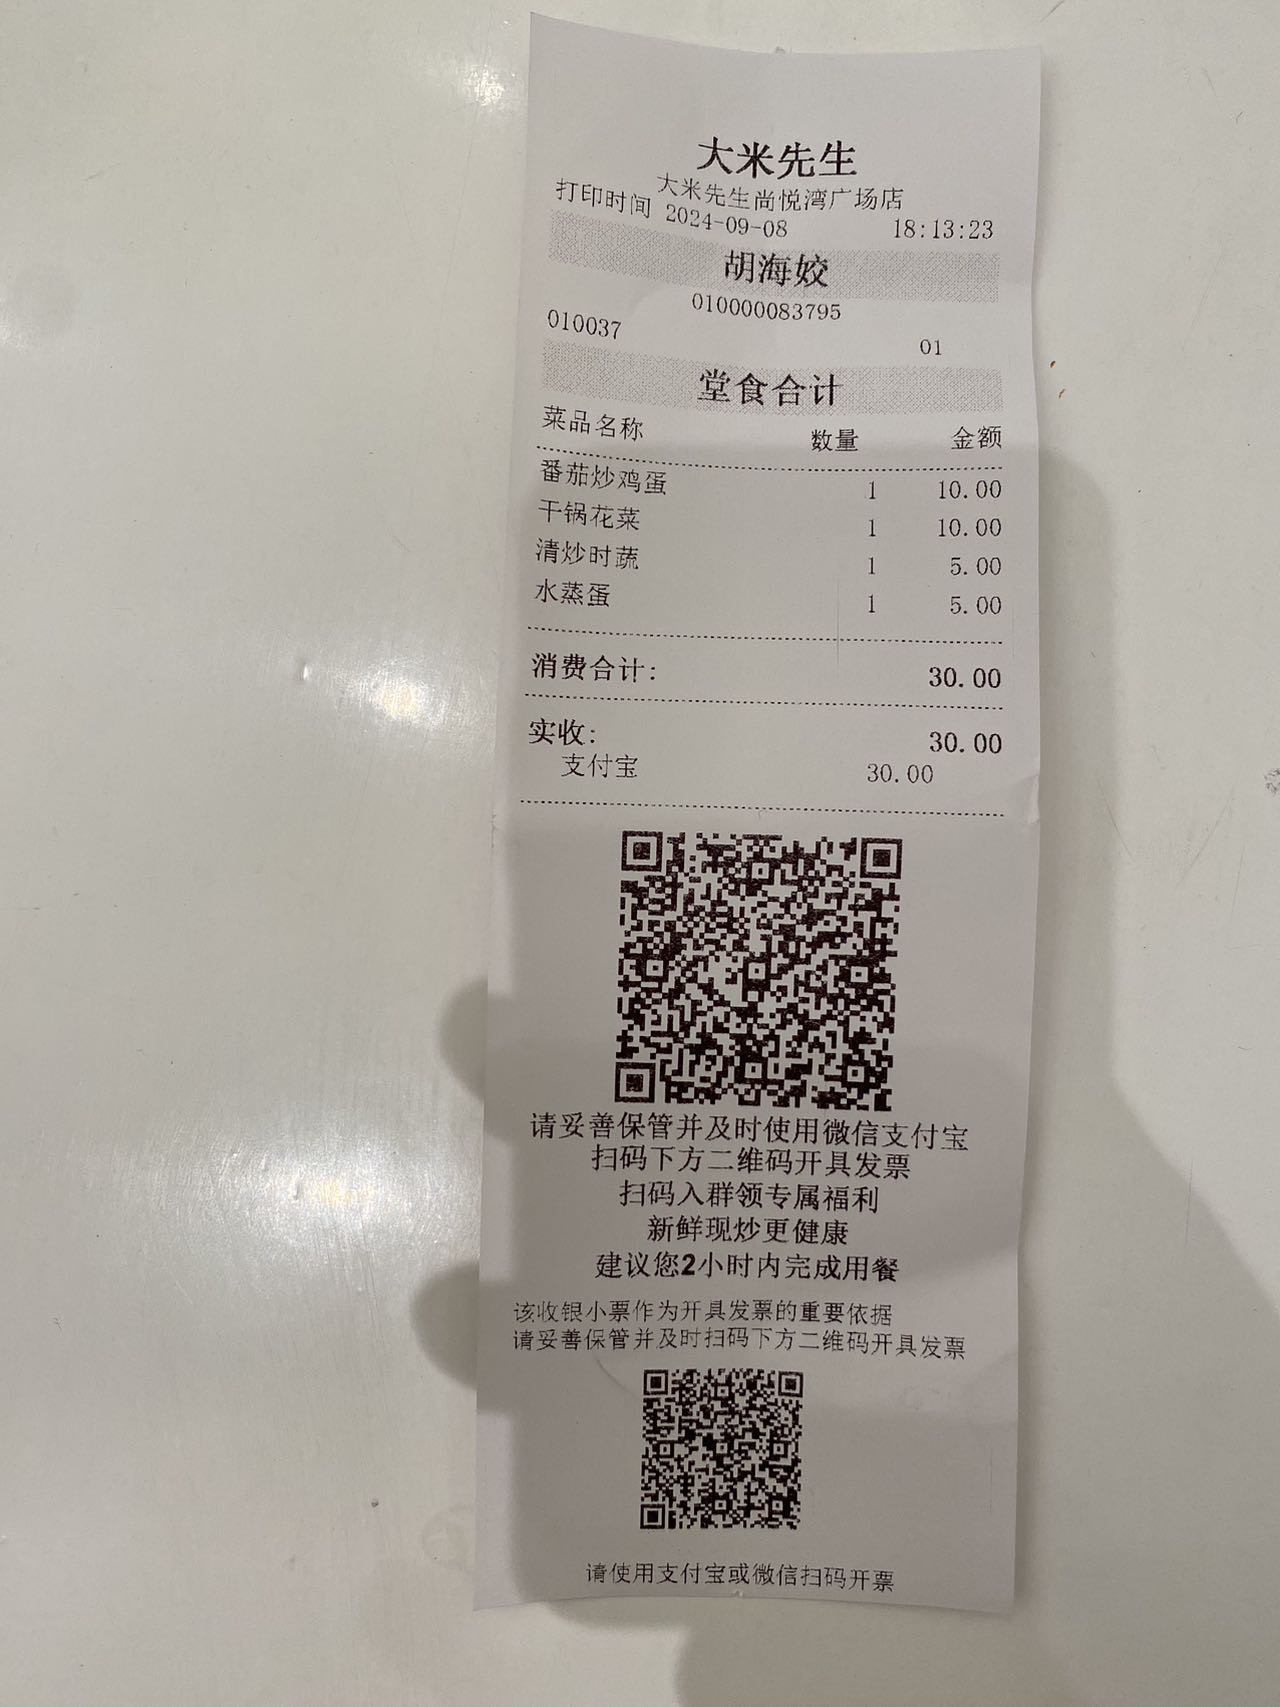 大米先生
大米先生尚悦湾广场店
打印时间 2024-09-08 18:13:23
胡海姣
010000083795
010037 01
堂食合计
菜品名称 数量 金额
番茄炒鸡蛋 1 10.00
干锅花菜 1 10.00
清炒时蔬 1 5.00
水蒸蛋 1 5.00
消费合计: 30.00
实收: 30.00
支付宝 30.00
请妥善保管并及时使用微信支付宝
扫码下方二维码开具发票
扫码入群领专属福利
新鲜现炒更健康
建议您2小时内完成用餐
该收银小票作为开具发票的重要依据
请妥善保管并及时扫码下方二维码开具发票
请使用支付宝或微信扫码开票